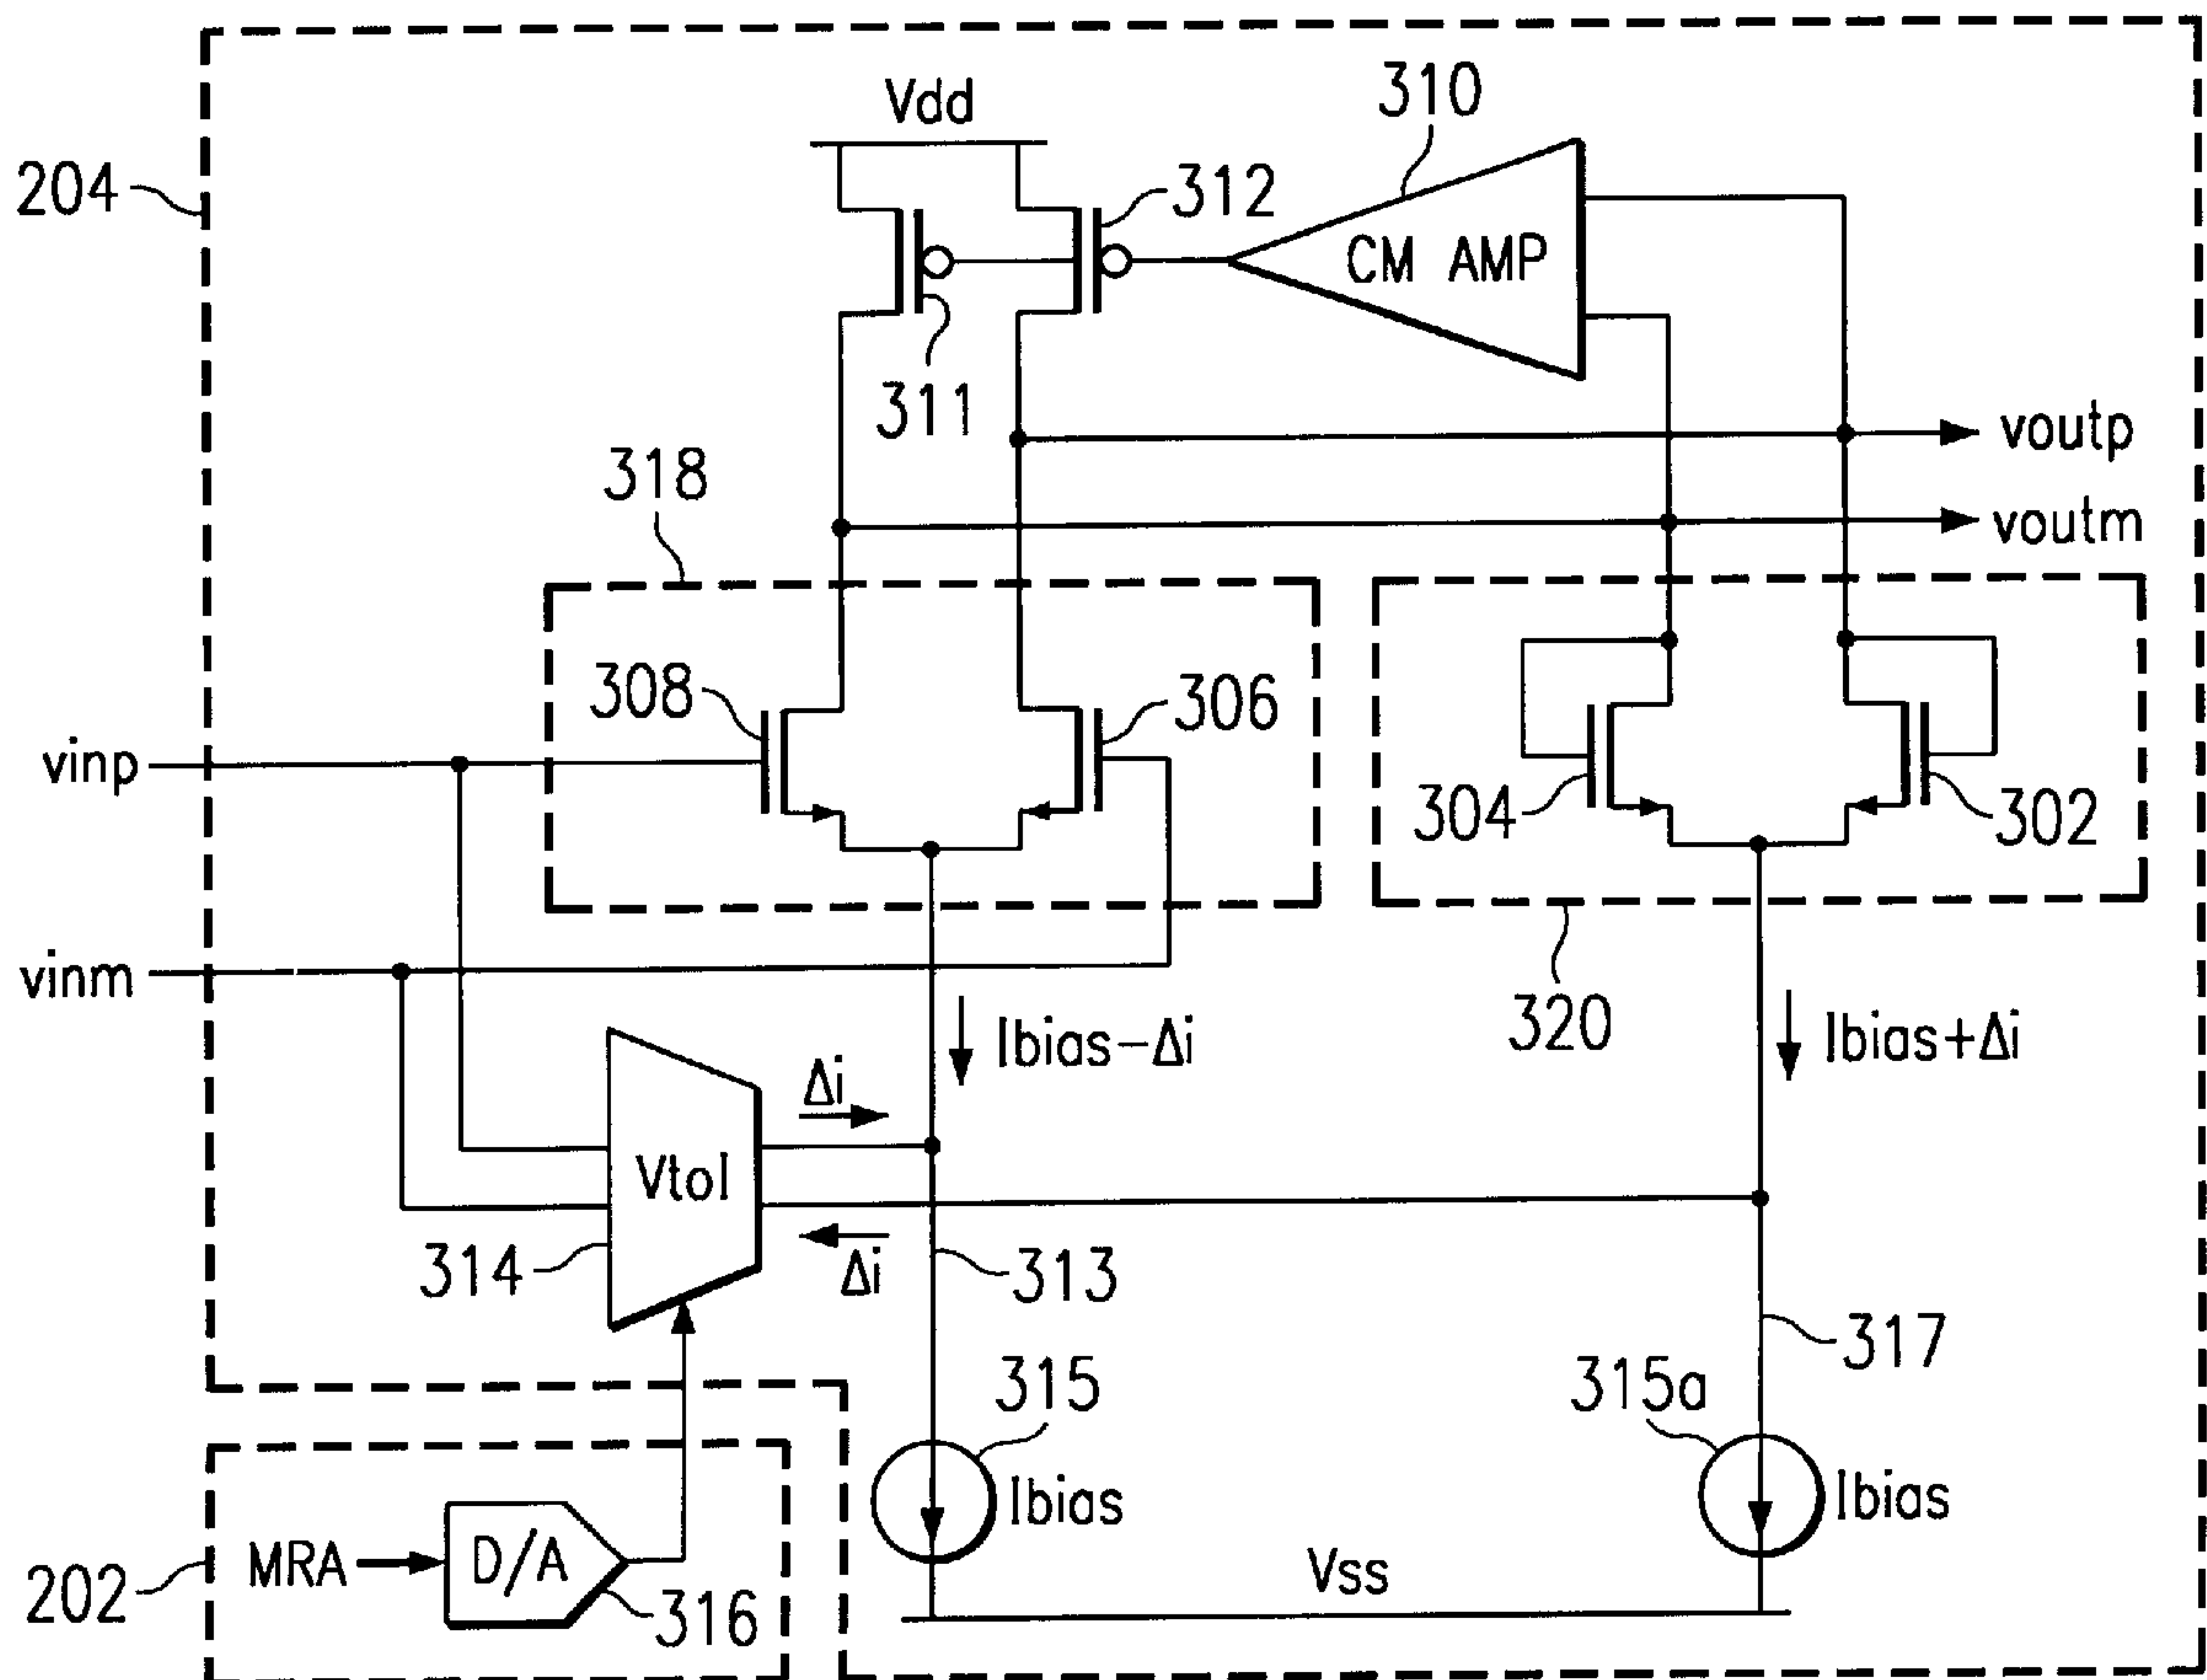 Vdd
310
204
312
CM AMP
311
voutp
318
voutm
308
306
vinp
304
302
vinm
320
Ibias-Δi
Ibias+Δi
Δi
VtoI
314
Δi
313
317
315
315a
Ibias
Ibias
MRA
D/A
Vss
202
316